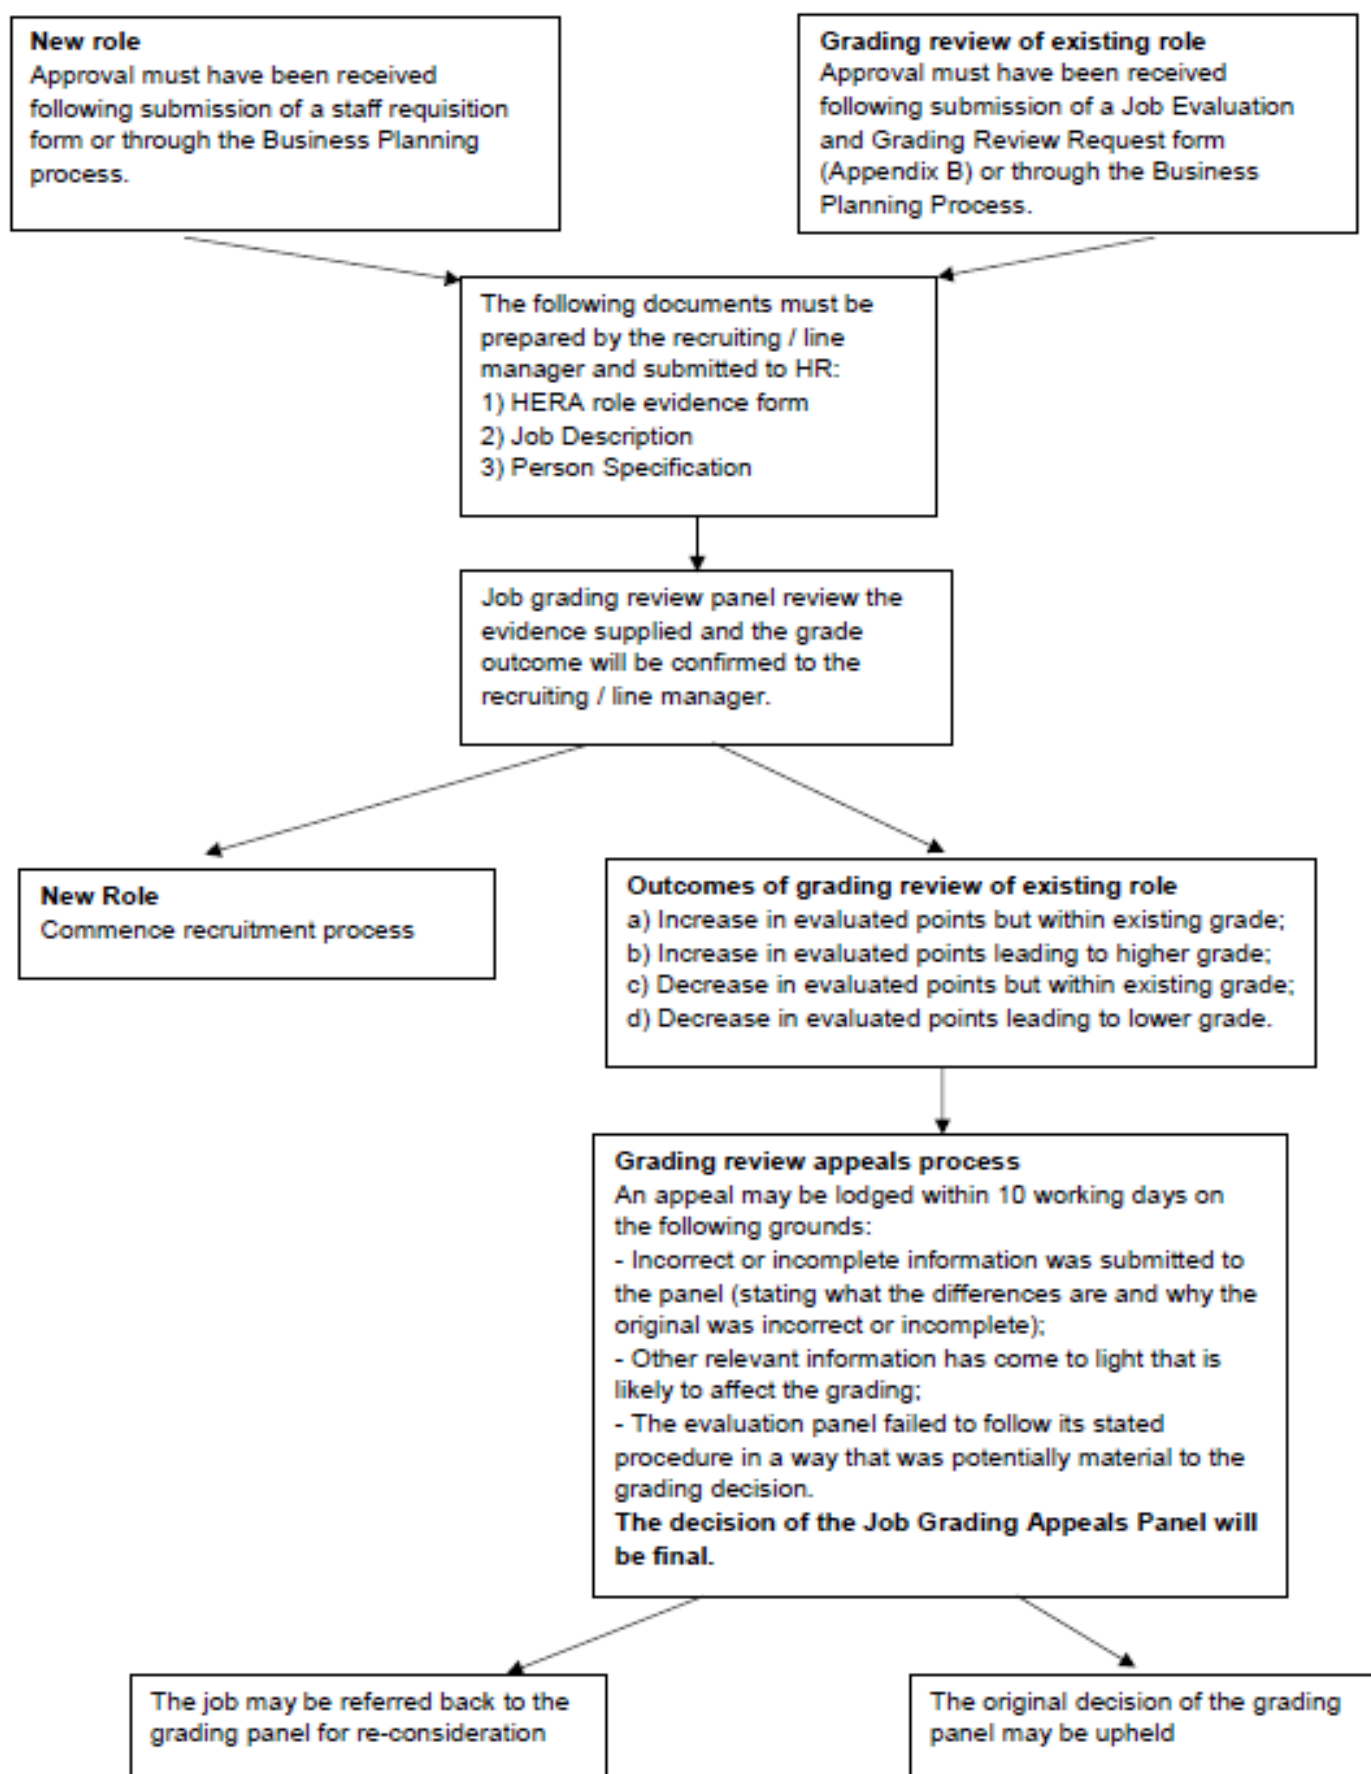 New role
Approval must have been received
following submission of a staff requisition
form or through the Business Planning
process.
Grading review of existing role
Approval must have been received
following submission of a Job Evaluation
and Grading Review Request form
(Appendix B) or through the Business
Planning Process.
The following documents must be
prepared by the recruiting / line
manager and submitted to HR:
1) HERA role evidence form
2) Job Description
3) Person Specification
Job grading review panel review the
evidence supplied and the grade
outcome will be confirmed to the
recruiting / line manager.
New Role
Commence recruitment process
Outcomes of grading review of existing role
a) Increase in evaluated points but within existing grade;
b) Increase in evaluated points leading to higher grade;
c) Decrease in evaluated points but within existing grade;
d) Decrease in evaluated points leading to lower grade.
Grading review appeals process
An appeal may be lodged within 10 working days on
the following grounds:
- Incorrect or incomplete information was submitted to
the panel (stating what the differences are and why the
original was incorrect or incomplete);
- Other relevant information has come to light that is
likely to affect the grading;
- The evaluation panel failed to follow its stated
procedure in a way that was potentially material to the
grading decision.
The decision of the Job Grading Appeals Panel will
be final.
The job may be referred back to the
grading panel for re-consideration
The original decision of the grading
panel may be upheld